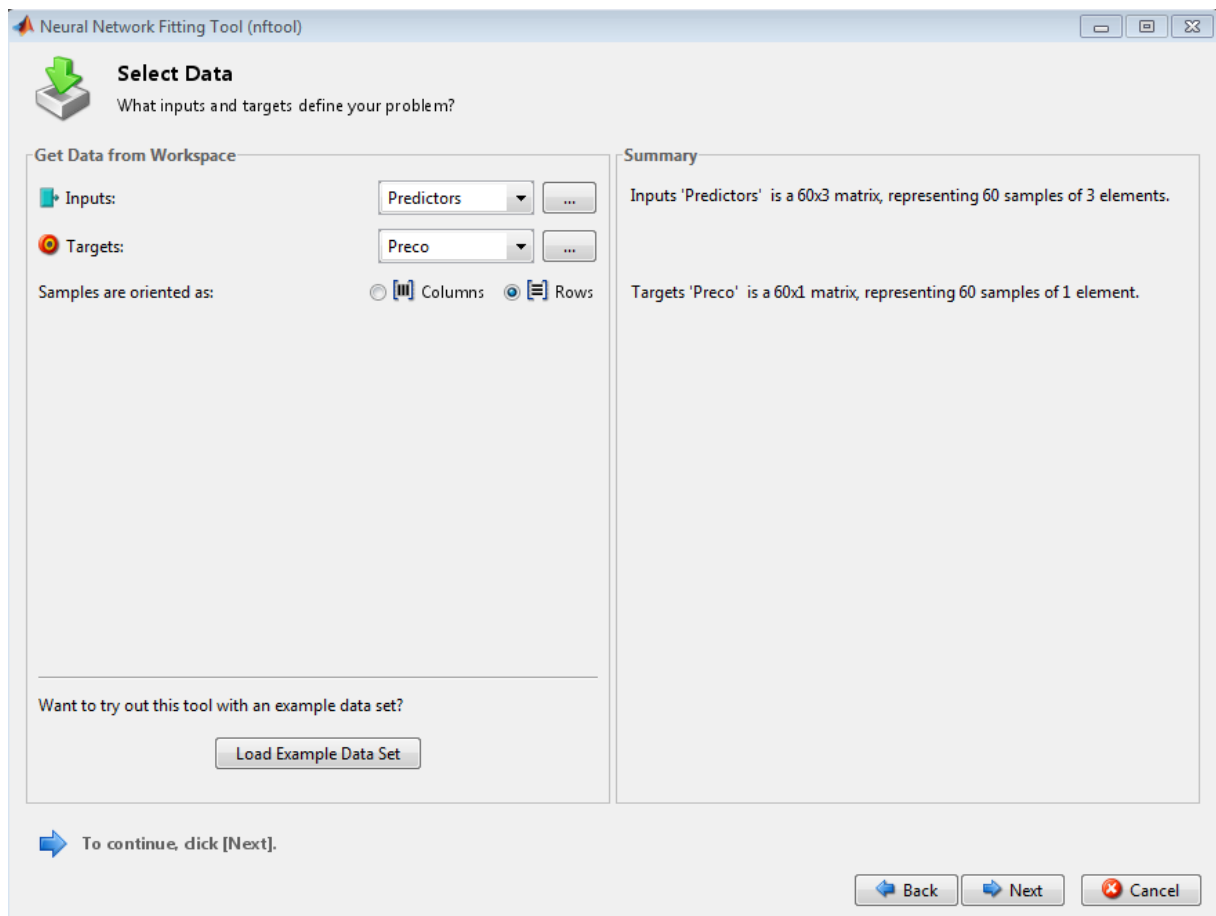 Neural Network Fitting Tool (nftool)
Select Data
What inputs and targets define your problem?
Get Data from Workspace
Inputs:
Predictors
...
Targets:
Preco
...
Samples are oriented as:
Columns
Rows
Summary
Inputs 'Predictors' is a 60x3 matrix, representing 60 samples of 3 elements.
Targets 'Preco' is a 60x1 matrix, representing 60 samples of 1 element.
Want to try out this tool with an example data set?
Load Example Data Set
To continue, click [Next].
Back
Next
Cancel